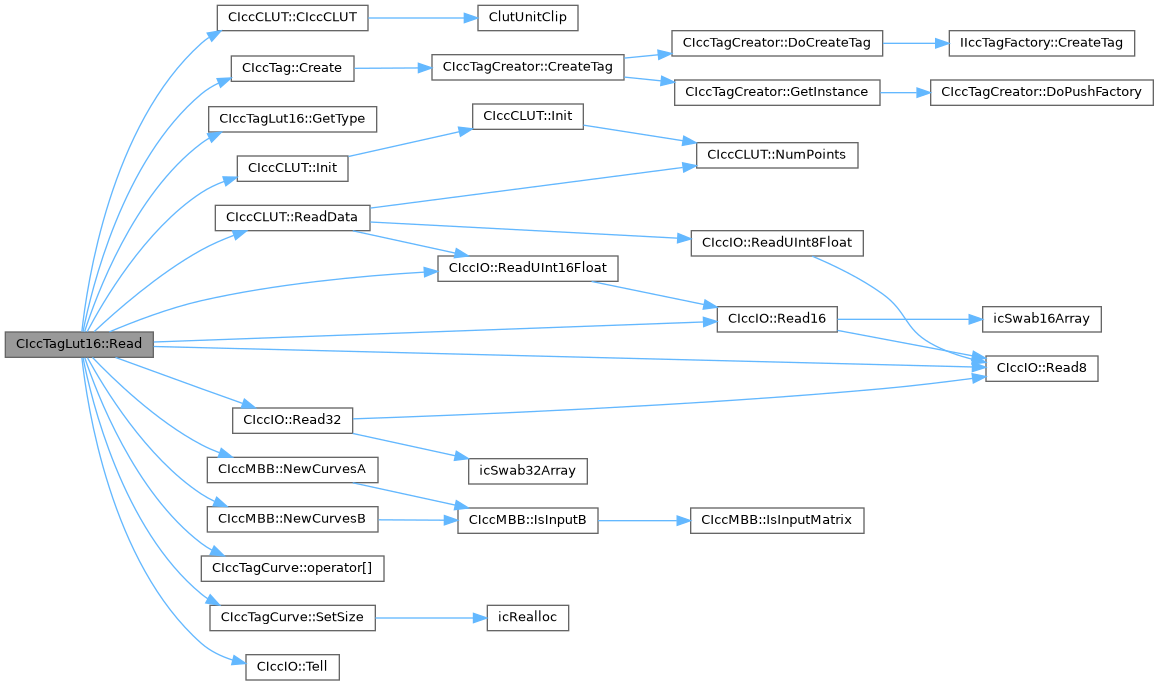 CIccCLUT::CIccCLUT
ClutUnitClip
CIccTagCreator::DoCreateTag
IIccTagFactory::CreateTag
CIccTag::Create
CIccTagCreator::CreateTag
CIccTagCreator::GetInstance
CIccTagCreator::DoPushFactory
CIccTagLut16::GetType
CIccCLUT::Init
CIccCLUT::NumPoints
CIccCLUT::Init
CIccCLUT::ReadData
CIccIO::ReadUInt8Float
CIccIO::ReadUInt16Float
CIccIO::Read16
icSwab16Array
CIccTagLut16::Read
CIccIO::Read8
CIccIO::Read32
CIccMBB::NewCurvesA
icSwab32Array
CIccMBB::NewCurvesB
CIccMBB::IsInputB
CIccMBB::IsInputMatrix
CIccTagCurve::operator[]
CIccTagCurve::SetSize
icRealloc
CIccIO::Tell